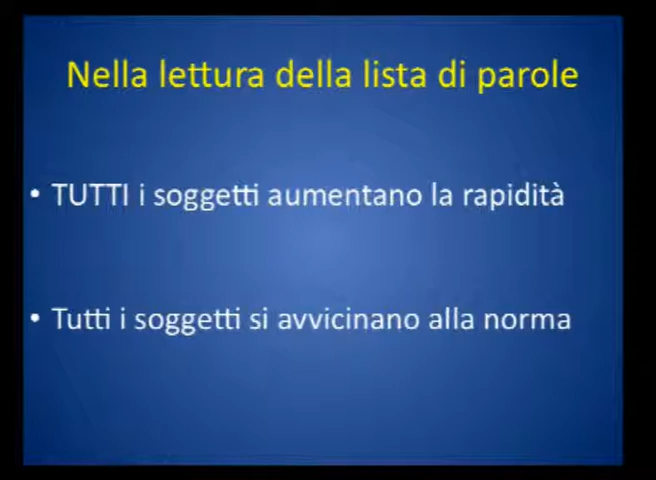 Nella lettura della lista di parole
• TUTTI i soggetti aumentano la rapidità
• Tutti i soggetti si avvicinano alla norma